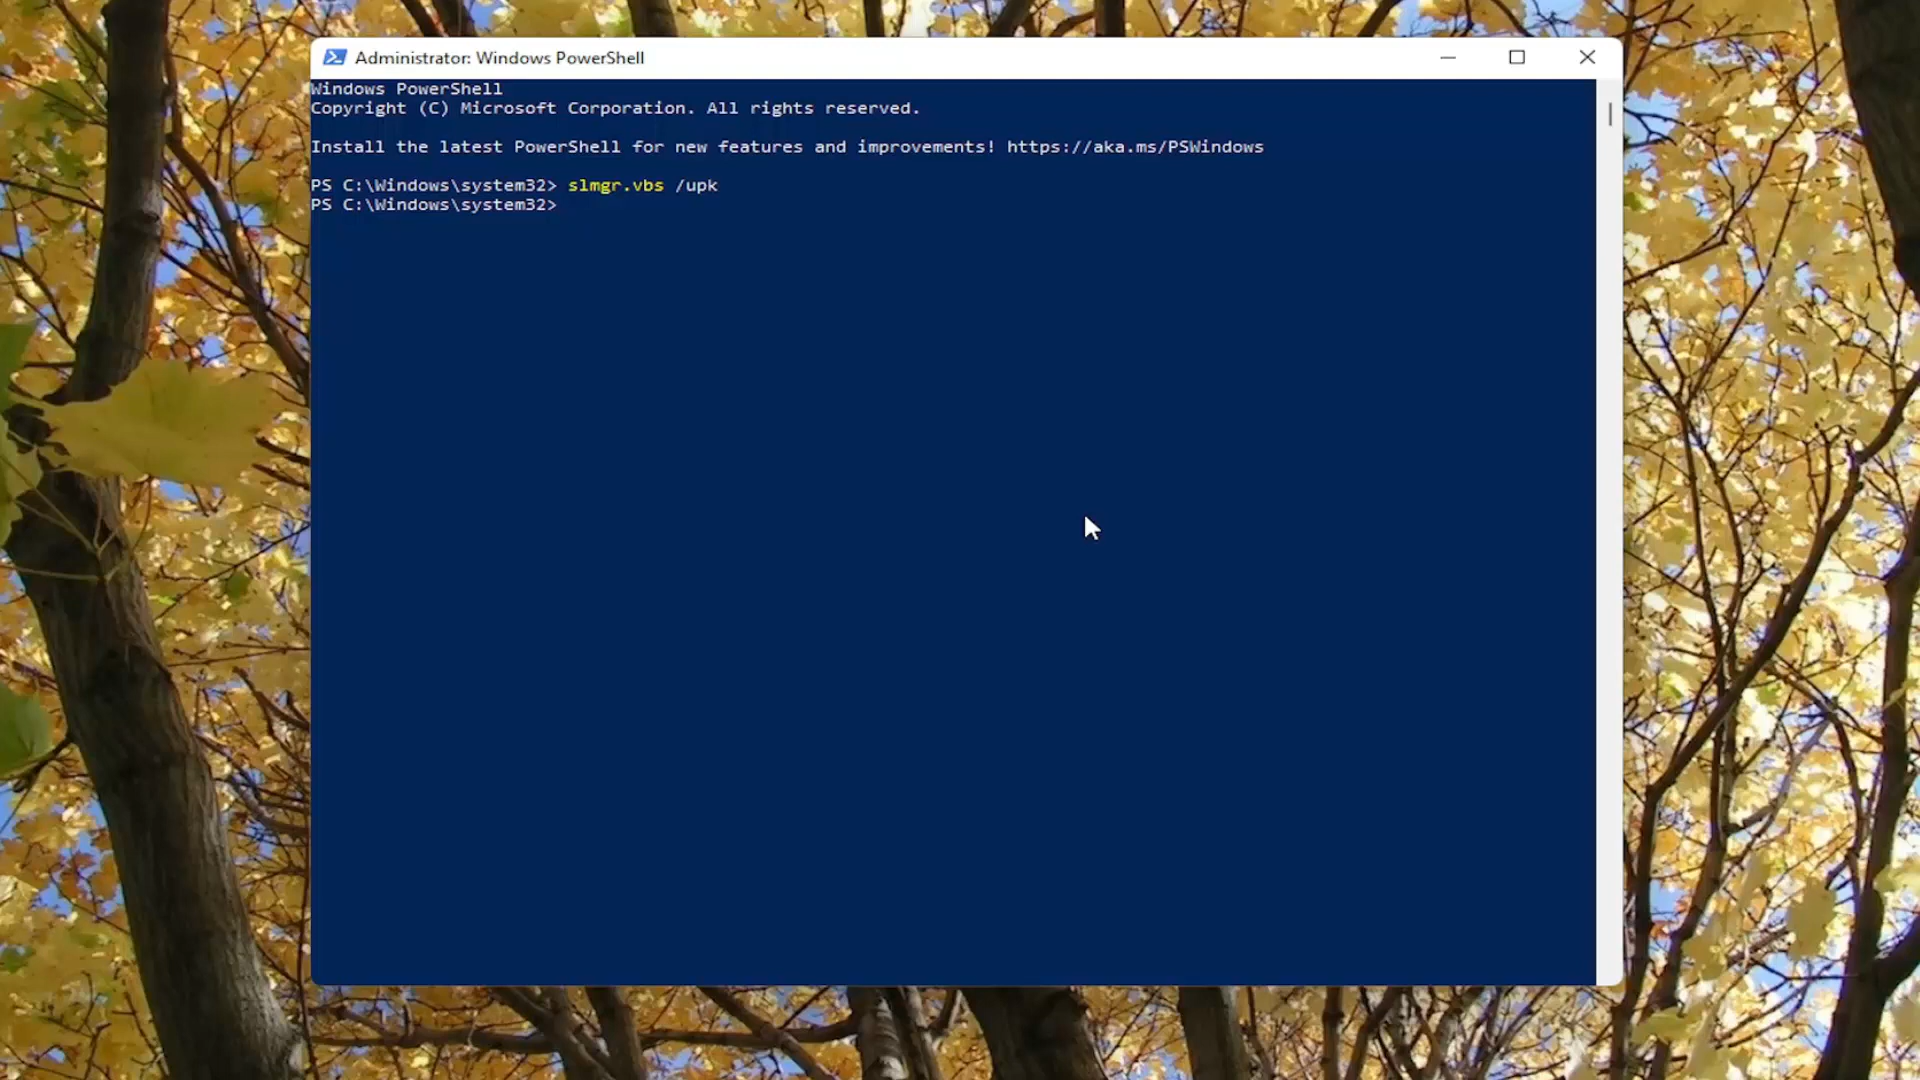 Administrator: Windows PowerShell
Windows PowerShell
Copyright (C) Microsoft Corporation. All rights reserved.
Install the latest PowerShell for new features and improvements! https://aka.ms/PSWindows
PS C:\Windows\system32> slmgr.vbs /upk
PS C:\Windows\system32>